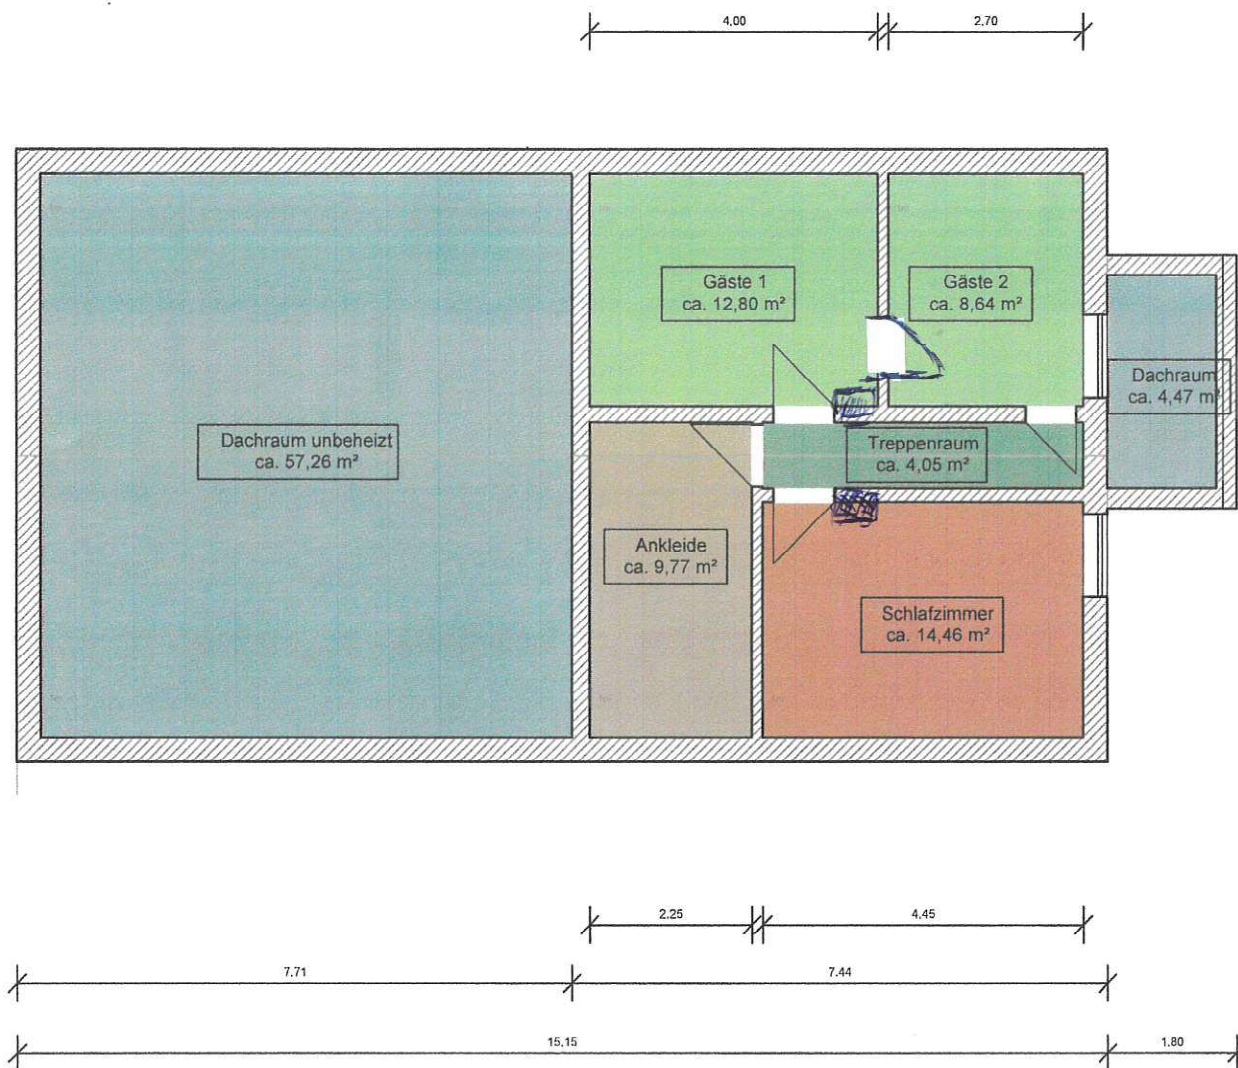 4,00
2,70
Gäste 1
ca. 12,80 m²
Gäste 2
ca. 8,64 m²
Dachraum
ca. 4,47 m²
Dachraum unbeheizt
ca. 57,26 m²
Treppenraum
ca. 4,05 m²
Ankleide
ca. 9,77 m²
Schlafzimmer
ca. 14,46 m²
2,25
4,45
7,71
7,44
15,15
1,80